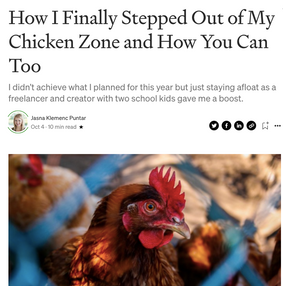 How I Finally Stepped Out of My
Chicken Zone and How You Can
Too
I didn't achieve what I planned for this year but just staying afloat as a
freelancer and creator with two school kids gave me a boost.
Jasna Klemenc Puntar
Oct 4 · 10 min read ★